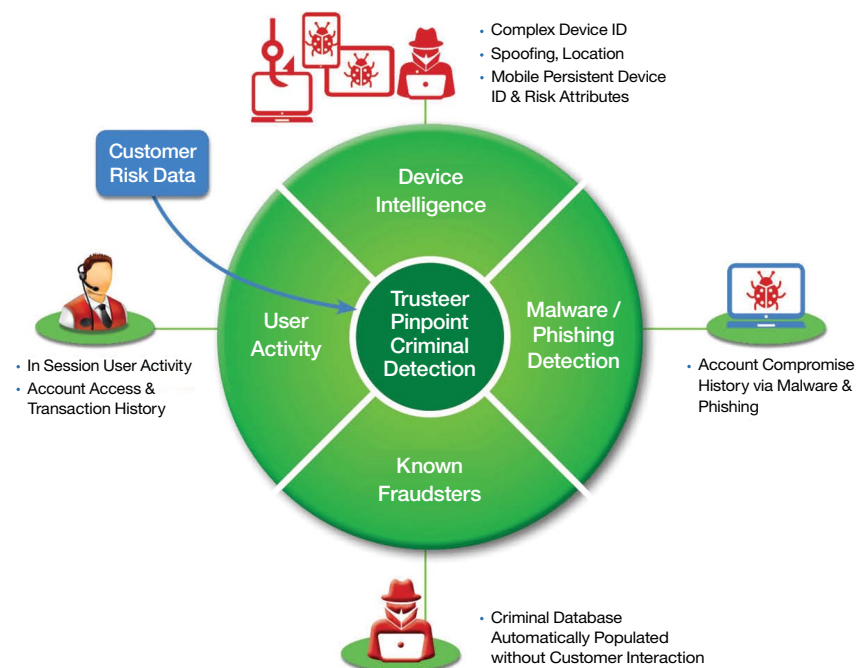 • Complex Device ID
• Spoofing, Location
• Mobile Persistent Device
ID & Risk Attributes
Customer
Risk Data
Device
Intelligence
User
Activity
Trusteer
Pinpoint
Criminal
Detection
Malware /
Phishing
Detection
• In Session User Activity
• Account Access &
Transaction History
• Account Compromise
History via Malware &
Phishing
Known
Fraudsters
• Criminal Database
Automatically Populated
without Customer Interaction